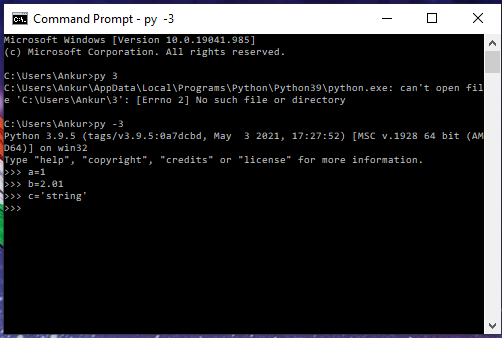 Command Prompt - py  -3
Microsoft Windows [Version 10.0.19041.985]
(c) Microsoft Corporation. All rights reserved.
C:\Users\Ankur>py 3
C:\Users\Ankur\AppData\Local\Programs\Python\Python39\python.exe: can't open fil
e 'C:\Users\Ankur\3': [Errno 2] No such file or directory
C:\Users\Ankur>py -3
Python 3.9.5 (tags/v3.9.5:0a7dcbd, May  3 2021, 17:27:52) [MSC v.1928 64 bit (AM
D64)] on win32
Type "help", "copyright", "credits" or "license" for more information.
>>> a=1
>>> b=2.01
>>> c='string'
>>>